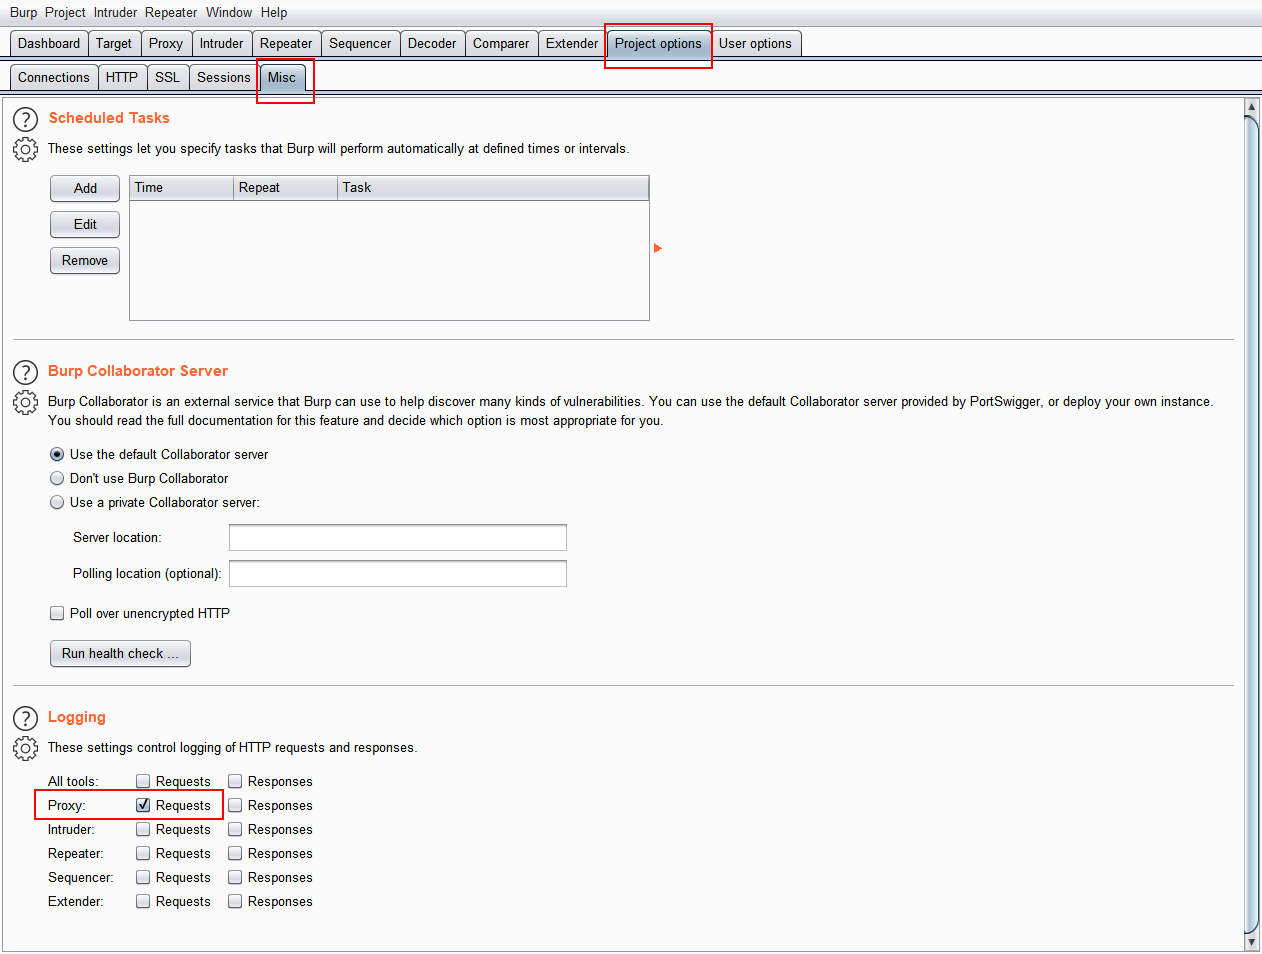 Burp Project Intruder Repeater Window Help
Dashboard Target Proxy Intruder Repeater Sequencer Decoder Comparer Extender Project options User options
Connections HTTP SSL Sessions Misc
? Scheduled Tasks
These settings let you specify tasks that Burp will perform automatically at defined times or intervals.
Add Time Repeat Task
Edit
Remove
? Burp Collaborator Server
Burp Collaborator is an external service that Burp can use to help discover many kinds of vulnerabilities. You can use the default Collaborator server provided by PortSwigger, or deploy your own instance.
You should read the full documentation for this feature and decide which option is most appropriate for you.
Use the default Collaborator server
Don't use Burp Collaborator
Use a private Collaborator server:
Server location:
Polling location (optional):
Poll over unencrypted HTTP
Run health check ...
? Logging
These settings control logging of HTTP requests and responses.
All tools: Requests Responses
Proxy: Requests Responses
Intruder: Requests Responses
Repeater: Requests Responses
Sequencer: Requests Responses
Extender: Requests Responses